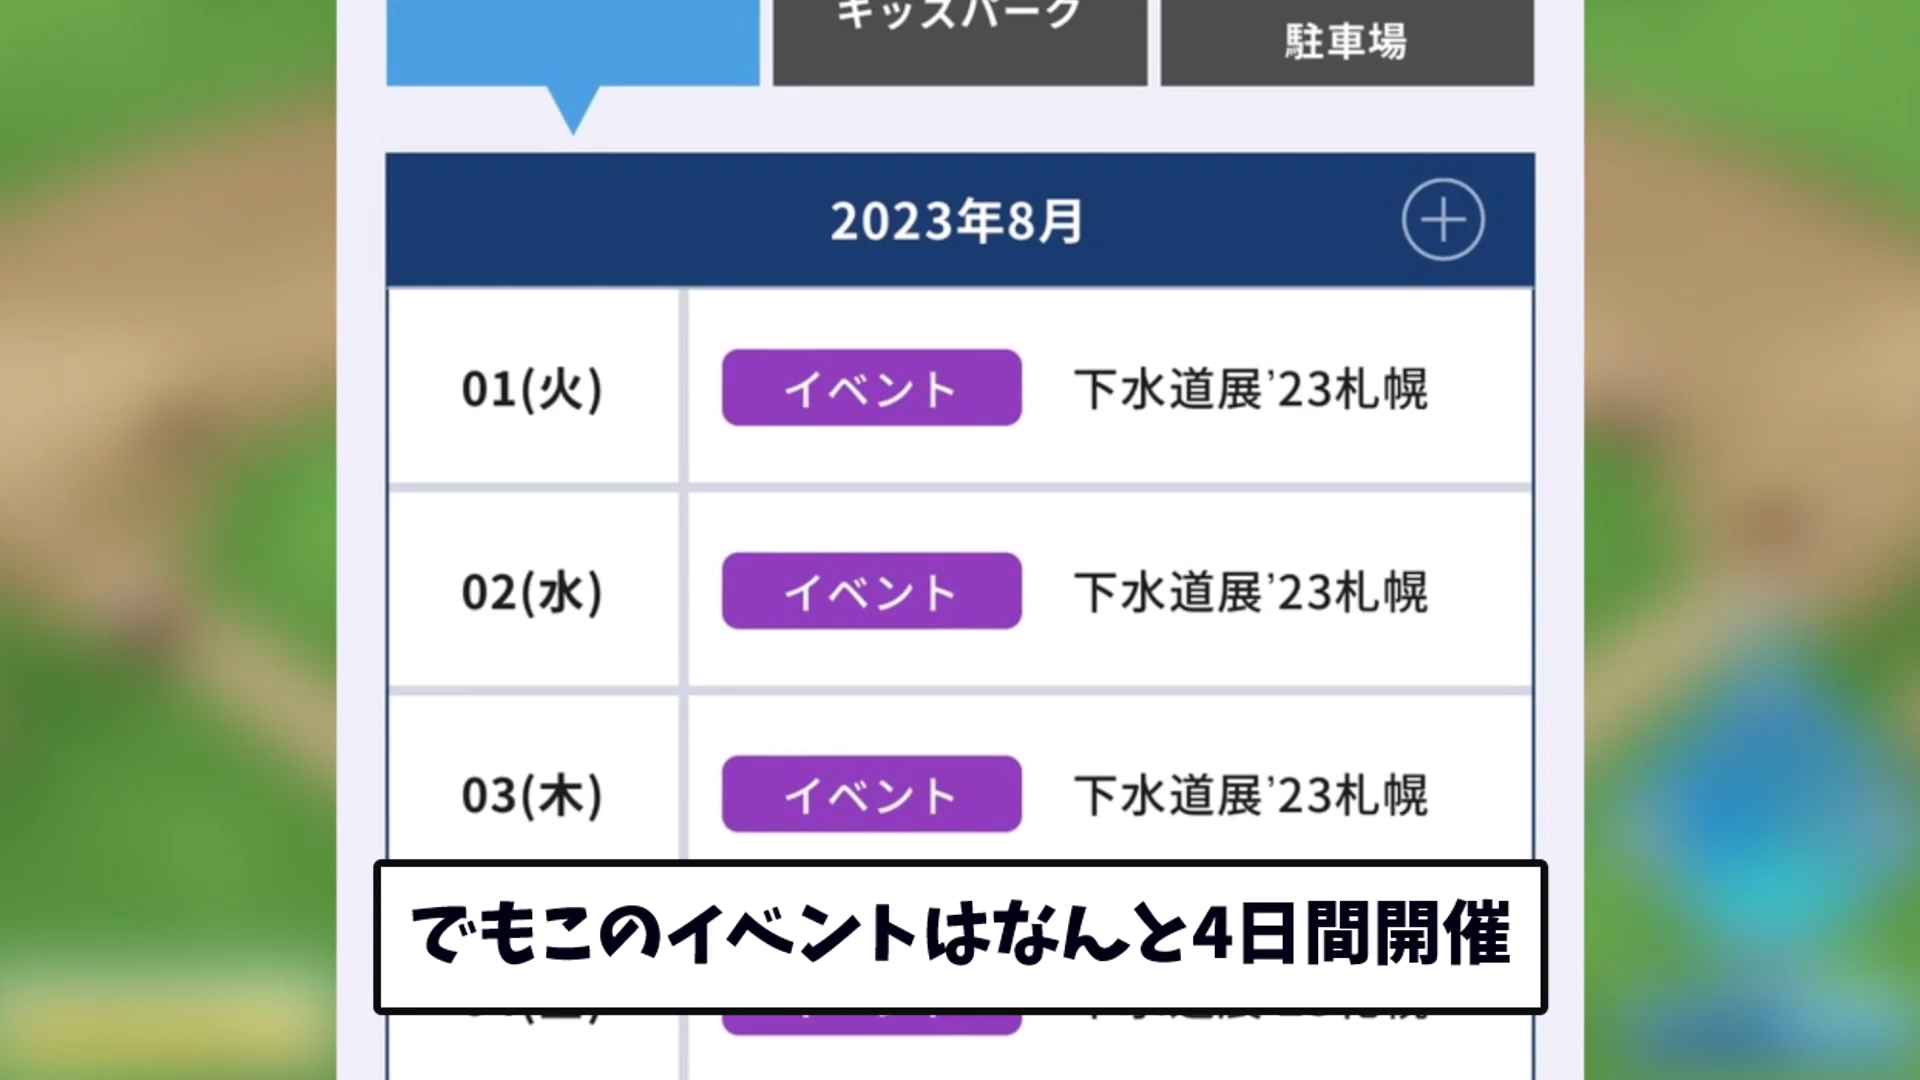 キッズパーク
駐車場
2023年8月
01(火) イベント 下水道展’23札幌
02(水) イベント 下水道展’23札幌
03(木) イベント 下水道展’23札幌
でもこのイベントはなんと4日間開催